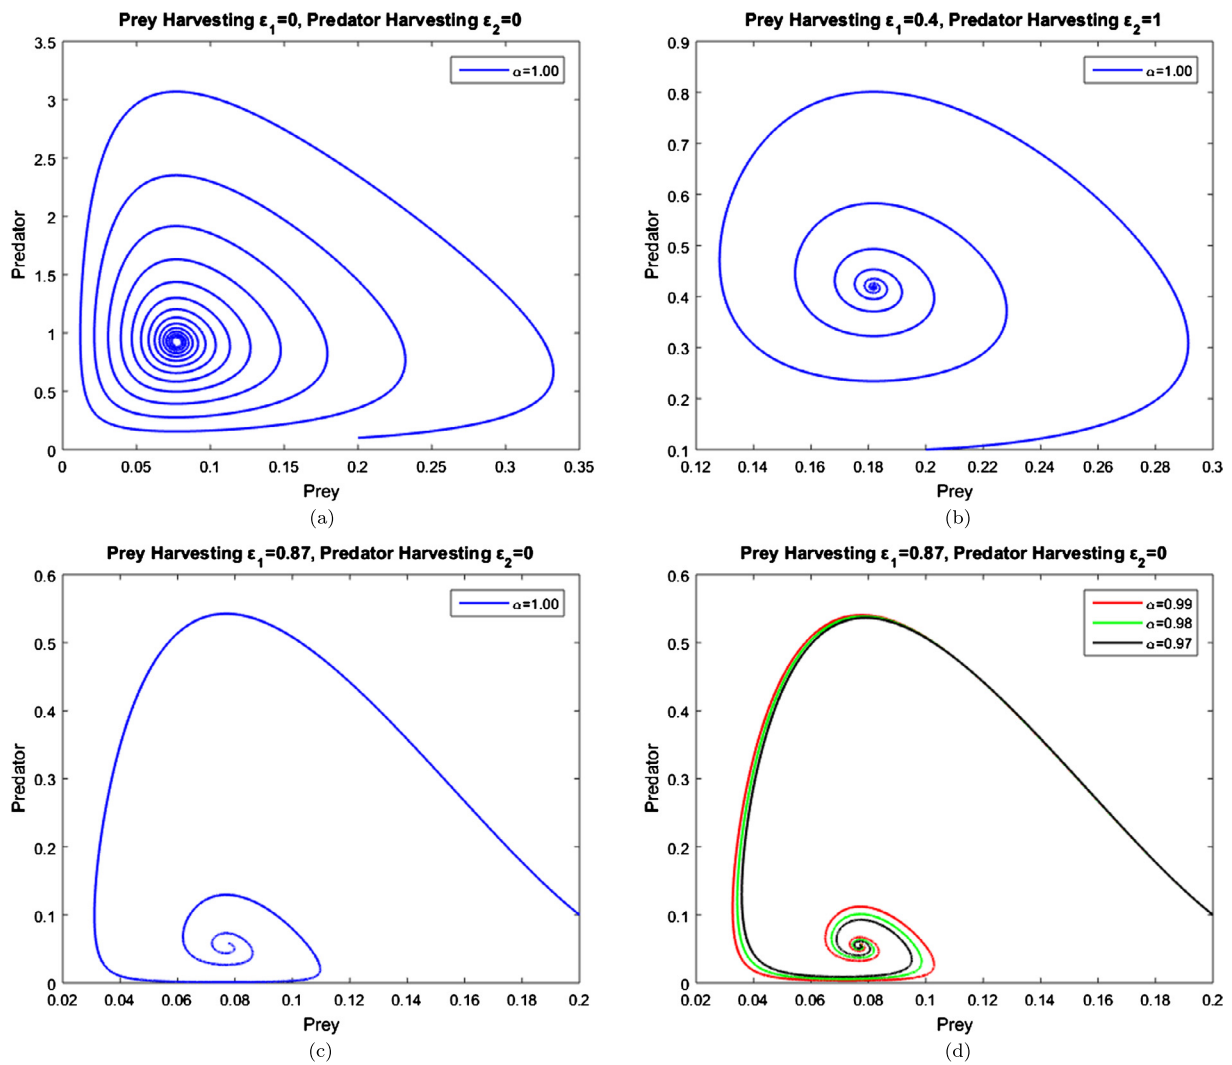 Prey Harvesting ε1=0, Predator Harvesting ε2=0
3.5
3
2.5
2
1.5
1
0.5
0
Predator
α=1.00
0 0.05 0.1 0.15 0.2 0.25 0.3 0.35
Prey
(a)
Prey Harvesting ε1=0.4, Predator Harvesting ε2=1
0.9
0.8
0.7
0.6
0.5
0.4
0.3
0.2
0.1
Predator
α=1.00
0.12 0.14 0.16 0.18 0.2 0.22 0.24 0.26 0.28 0.3
Prey
(b)
Prey Harvesting ε1=0.87, Predator Harvesting ε2=0
0.6
0.5
0.4
0.3
0.2
0.1
0
Predator
α=1.00
0.02 0.04 0.06 0.08 0.1 0.12 0.14 0.16 0.18 0.2
Prey
(c)
Prey Harvesting ε1=0.87, Predator Harvesting ε2=0
0.6
0.5
0.4
0.3
0.2
0.1
0
Predator
α=0.99
α=0.98
α=0.97
0.02 0.04 0.06 0.08 0.1 0.12 0.14 0.16 0.18 0.2
Prey
(d)